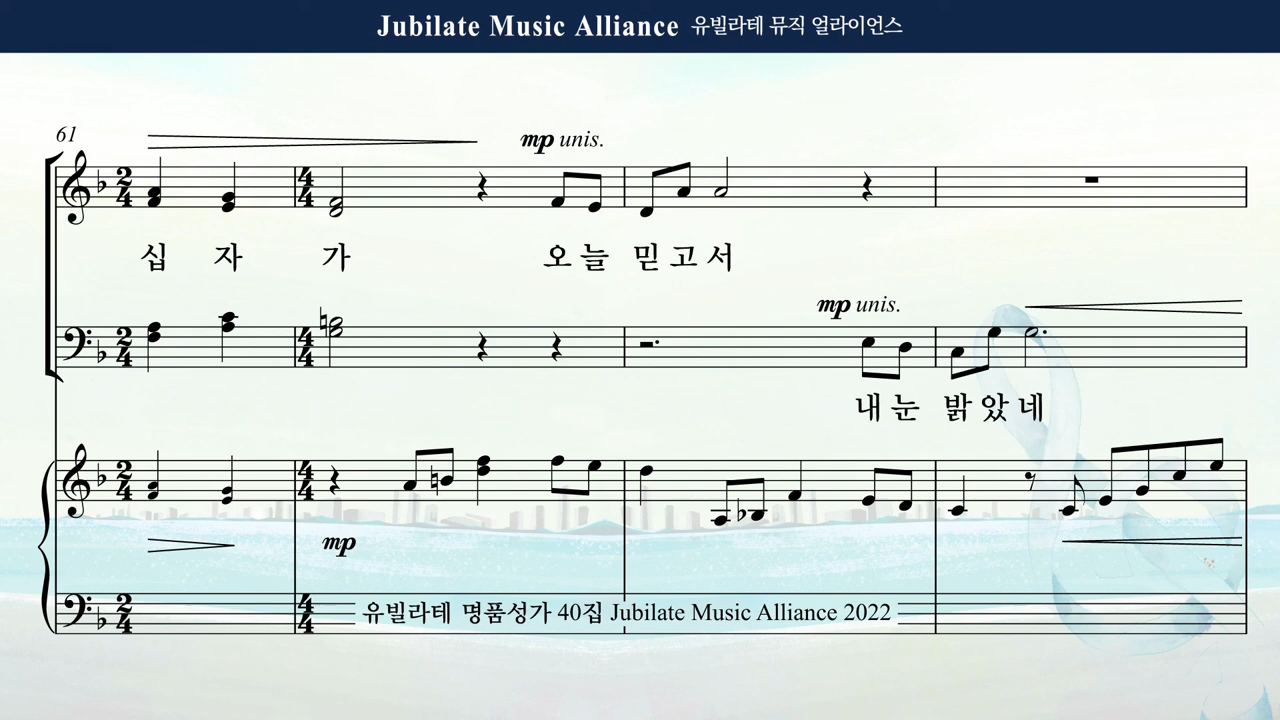 Jubilate Music Alliance 유빌라테 뮤직 얼라이언스
61
mp unis.
십 자 가 오 늘 믿 고 서
mp unis.
내 눈 밝 았 네
mp
유빌라테 명품성가 40집 Jubilate Music Alliance 2022